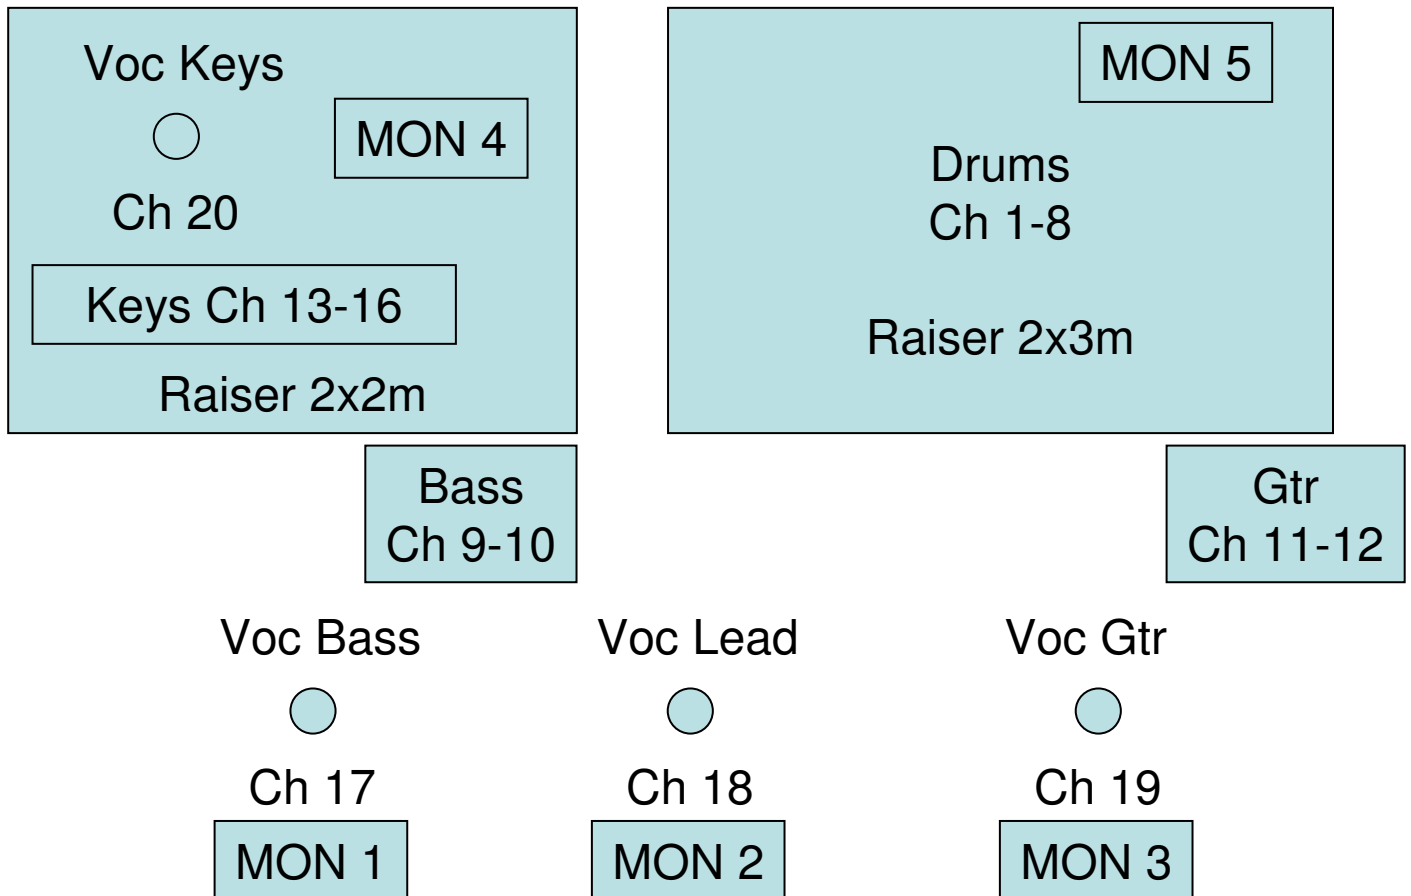 Voc Keys
MON 4
Ch 20
Keys Ch 13-16
Raiser 2x2m
MON 5
Drums
Ch 1-8
Raiser 2x3m
Bass
Ch 9-10
Gtr
Ch 11-12
Voc Bass
Ch 17
MON 1
Voc Lead
Ch 18
MON 2
Voc Gtr
Ch 19
MON 3